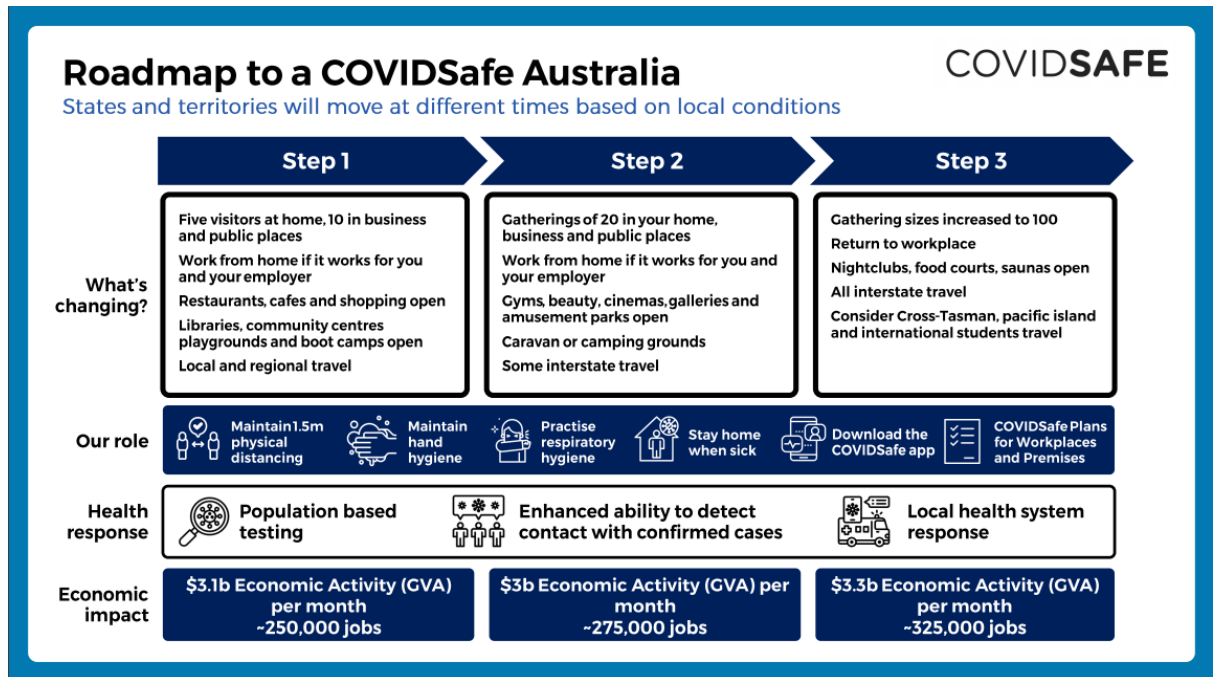 Roadmap to a COVIDSafe Australia
COVIDSAFE
States and territories will move at different times based on local conditions
Step 1
Step 2
Step 3
What's
changing?
Five visitors at home, 10 in business
and public places
Work from home if it works for you
and your employer
Restaurants, cafes and shopping open
Libraries, community centres
playgrounds and boot camps open
Local and regional travel
Gatherings of 20 in your home,
business and public places
Work from home if it works for you and
your employer
Gyms, beauty, cinemas, galleries and
amusement parks open
Caravan or camping grounds
Some interstate travel
Gathering sizes increased to 100
Return to workplace
Nightclubs, food courts, saunas open
All interstate travel
Consider Cross-Tasman, pacific island
and international students travel
Our role
Maintain 1.5m
physical
distancing
Maintain
hand
hygiene
Practise
respiratory
hygiene
Stay home
when sick
Download the
COVIDSafe app
COVIDSafe Plans
for Workplaces
and Premises
Health
response
Population based
testing
Enhanced ability to detect
contact with confirmed cases
Local health system
response
Economic
impact
$3.1b Economic Activity (GVA)
per month
~250,000 jobs
$3b Economic Activity (GVA) per
month
~275,000 jobs
$3.3b Economic Activity (GVA)
per month
~325,000 jobs